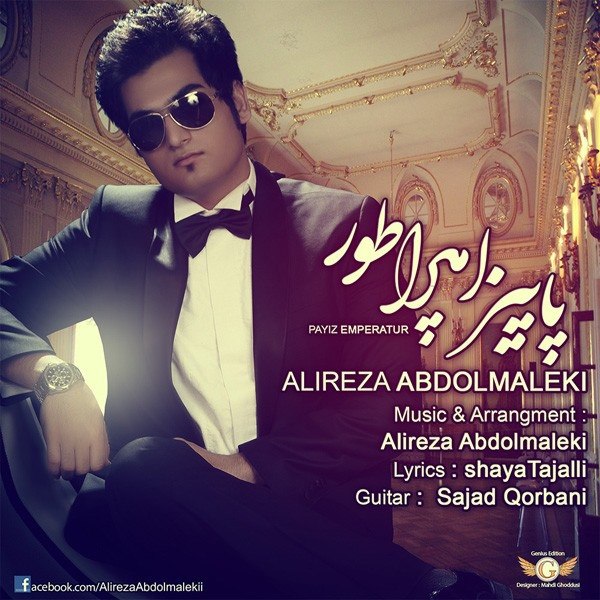 پاییز امپراطور
PAYIZ EMPERATUR
ALIREZA ABDOLMALEKI
Music & Arrangment :
Alireza Abdolmaleki
Lyrics : shayaTajalli
Guitar : Sajad Qorbani
facebook.com/AlirezaAbdolmalekii
Genius Edition
G
Designer : Mahdi Ghoddusi